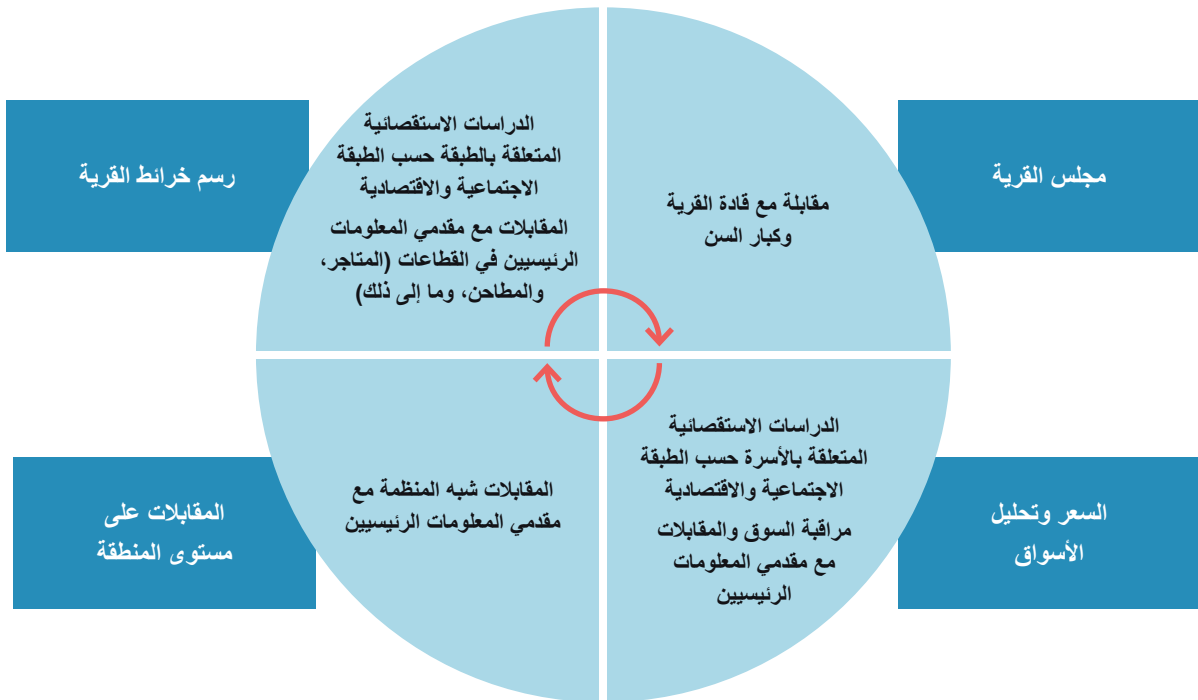 مجلس القرية
مقابلة مع قادة القرية
وكبار السن
الدراسات الاستقصائية
المتعلقة بالطبقة حسب الطبقة
الاجتماعية والاقتصادية
المقابلات مع مقدمي المعلومات
الرئيسيين في القطاعات (المتاجر،
والمطاحن، وما إلى ذلك)
رسم خرائط القرية
السعر وتحليل
الأسواق
الدراسات الاستقصائية
المتعلقة بالأسرة حسب الطبقة
الاجتماعية والاقتصادية
مراقبة السوق والمقابلات
مع مقدمي المعلومات
الرئيسيين
المقابلات شبه المنظمة مع
مقدمي المعلومات الرئيسيين
المقابلات على
مستوى المنطقة